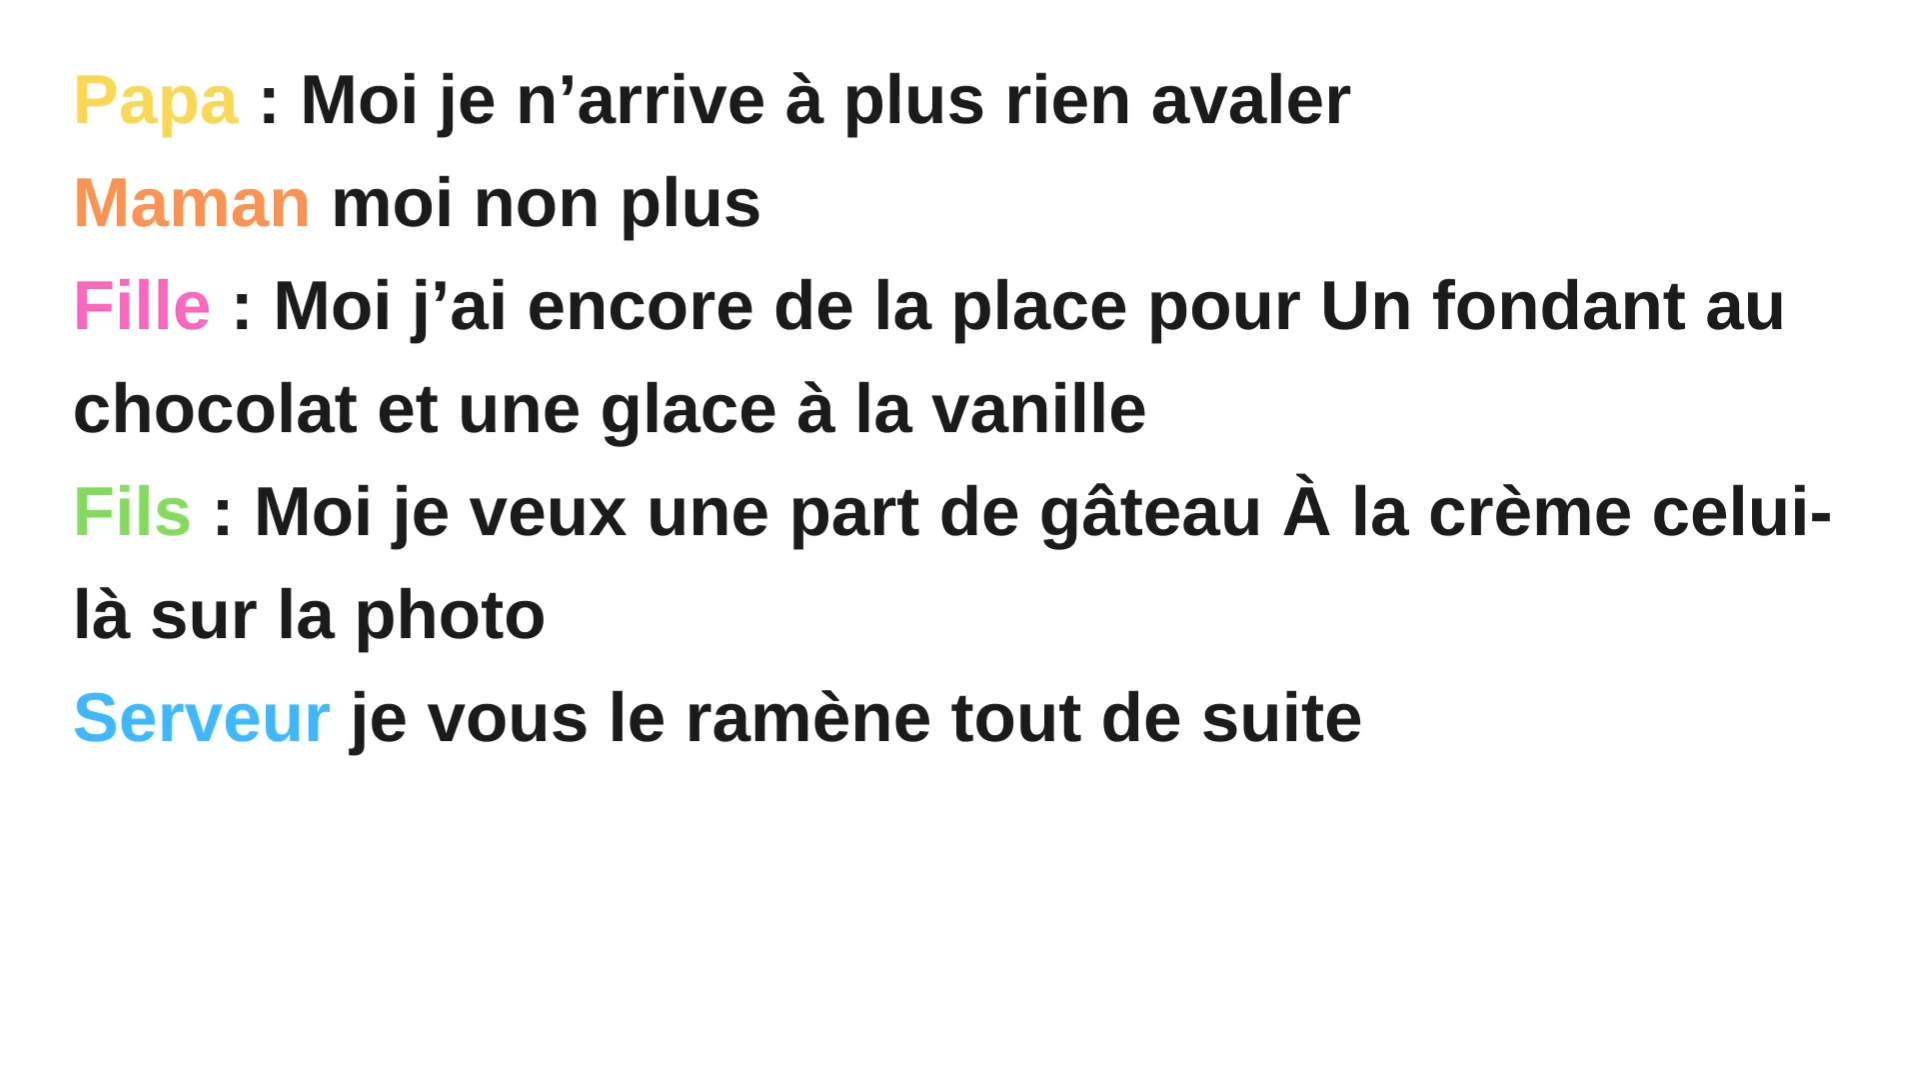 Papa : Moi je n’arrive à plus rien avaler
Maman moi non plus
Fille : Moi j’ai encore de la place pour Un fondant au
chocolat et une glace à la vanille
Fils : Moi je veux une part de gâteau À la crème celui-
là sur la photo
Serveur je vous le ramène tout de suite